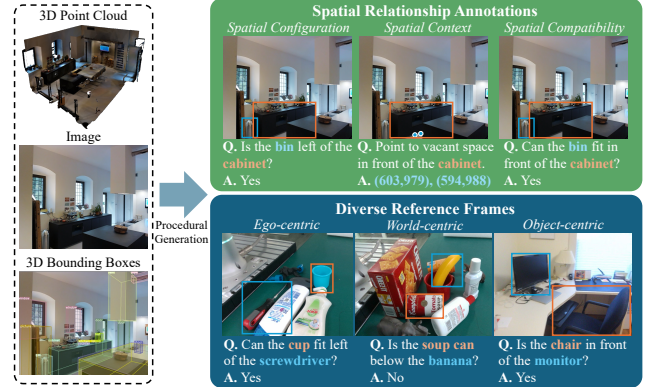 3D Point Cloud
Image
3D Bounding Boxes
Procedural
Generation
Spatial Relationship Annotations
Spatial Configuration
Q. Is the bin left of the
cabinet?
A. Yes
Spatial Context
Q. Point to vacant space
in front of the cabinet.
A. (603,979), (594,988)
Spatial Compatibility
Q. Can the bin fit in
front of the cabinet?
A. Yes
Diverse Reference Frames
Ego-centric
Q. Can the cup fit left
of the screwdriver?
A. Yes
World-centric
CHEEZ IT
Campbell's
Q. Is the soup can
below the banana?
A. No
Object-centric
Q. Is the chair in front
of the monitor?
A. Yes